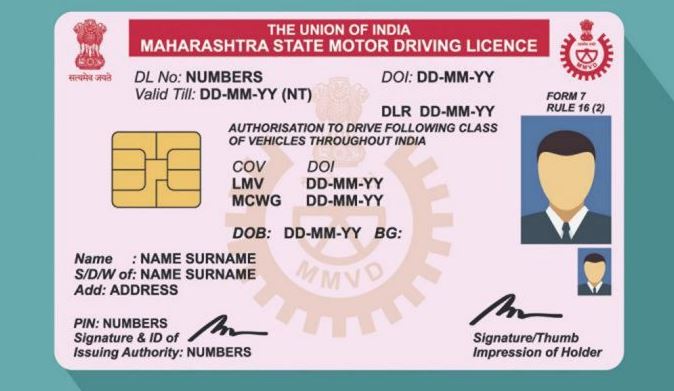 THE UNION OF INDIA
MAHARASHTRA STATE MOTOR DRIVING LICENCE
सत्यमेव जयते
DL No: NUMBERS DOI: DD-MM-YY
Valid Till: DD-MM-YY (NT)
DLR DD-MM-YY
FORM 7
RULE 16 (2)
AUTHORISATION TO DRIVE FOLLOWING CLASS
OF VEHICLES THROUGHOUT INDIA
COV DOI
LMV DD-MM-YY
MCWG DD-MM-YY
DOB: DD-MM-YY BG:
MMVD
MMVD
Name : NAME SURNAME
S/D/W of: NAME SURNAME
Add: ADDRESS
PIN: NUMBERS
Signature & ID of
Issuing Authority: NUMBERS
Signature/Thumb
Impression of Holder